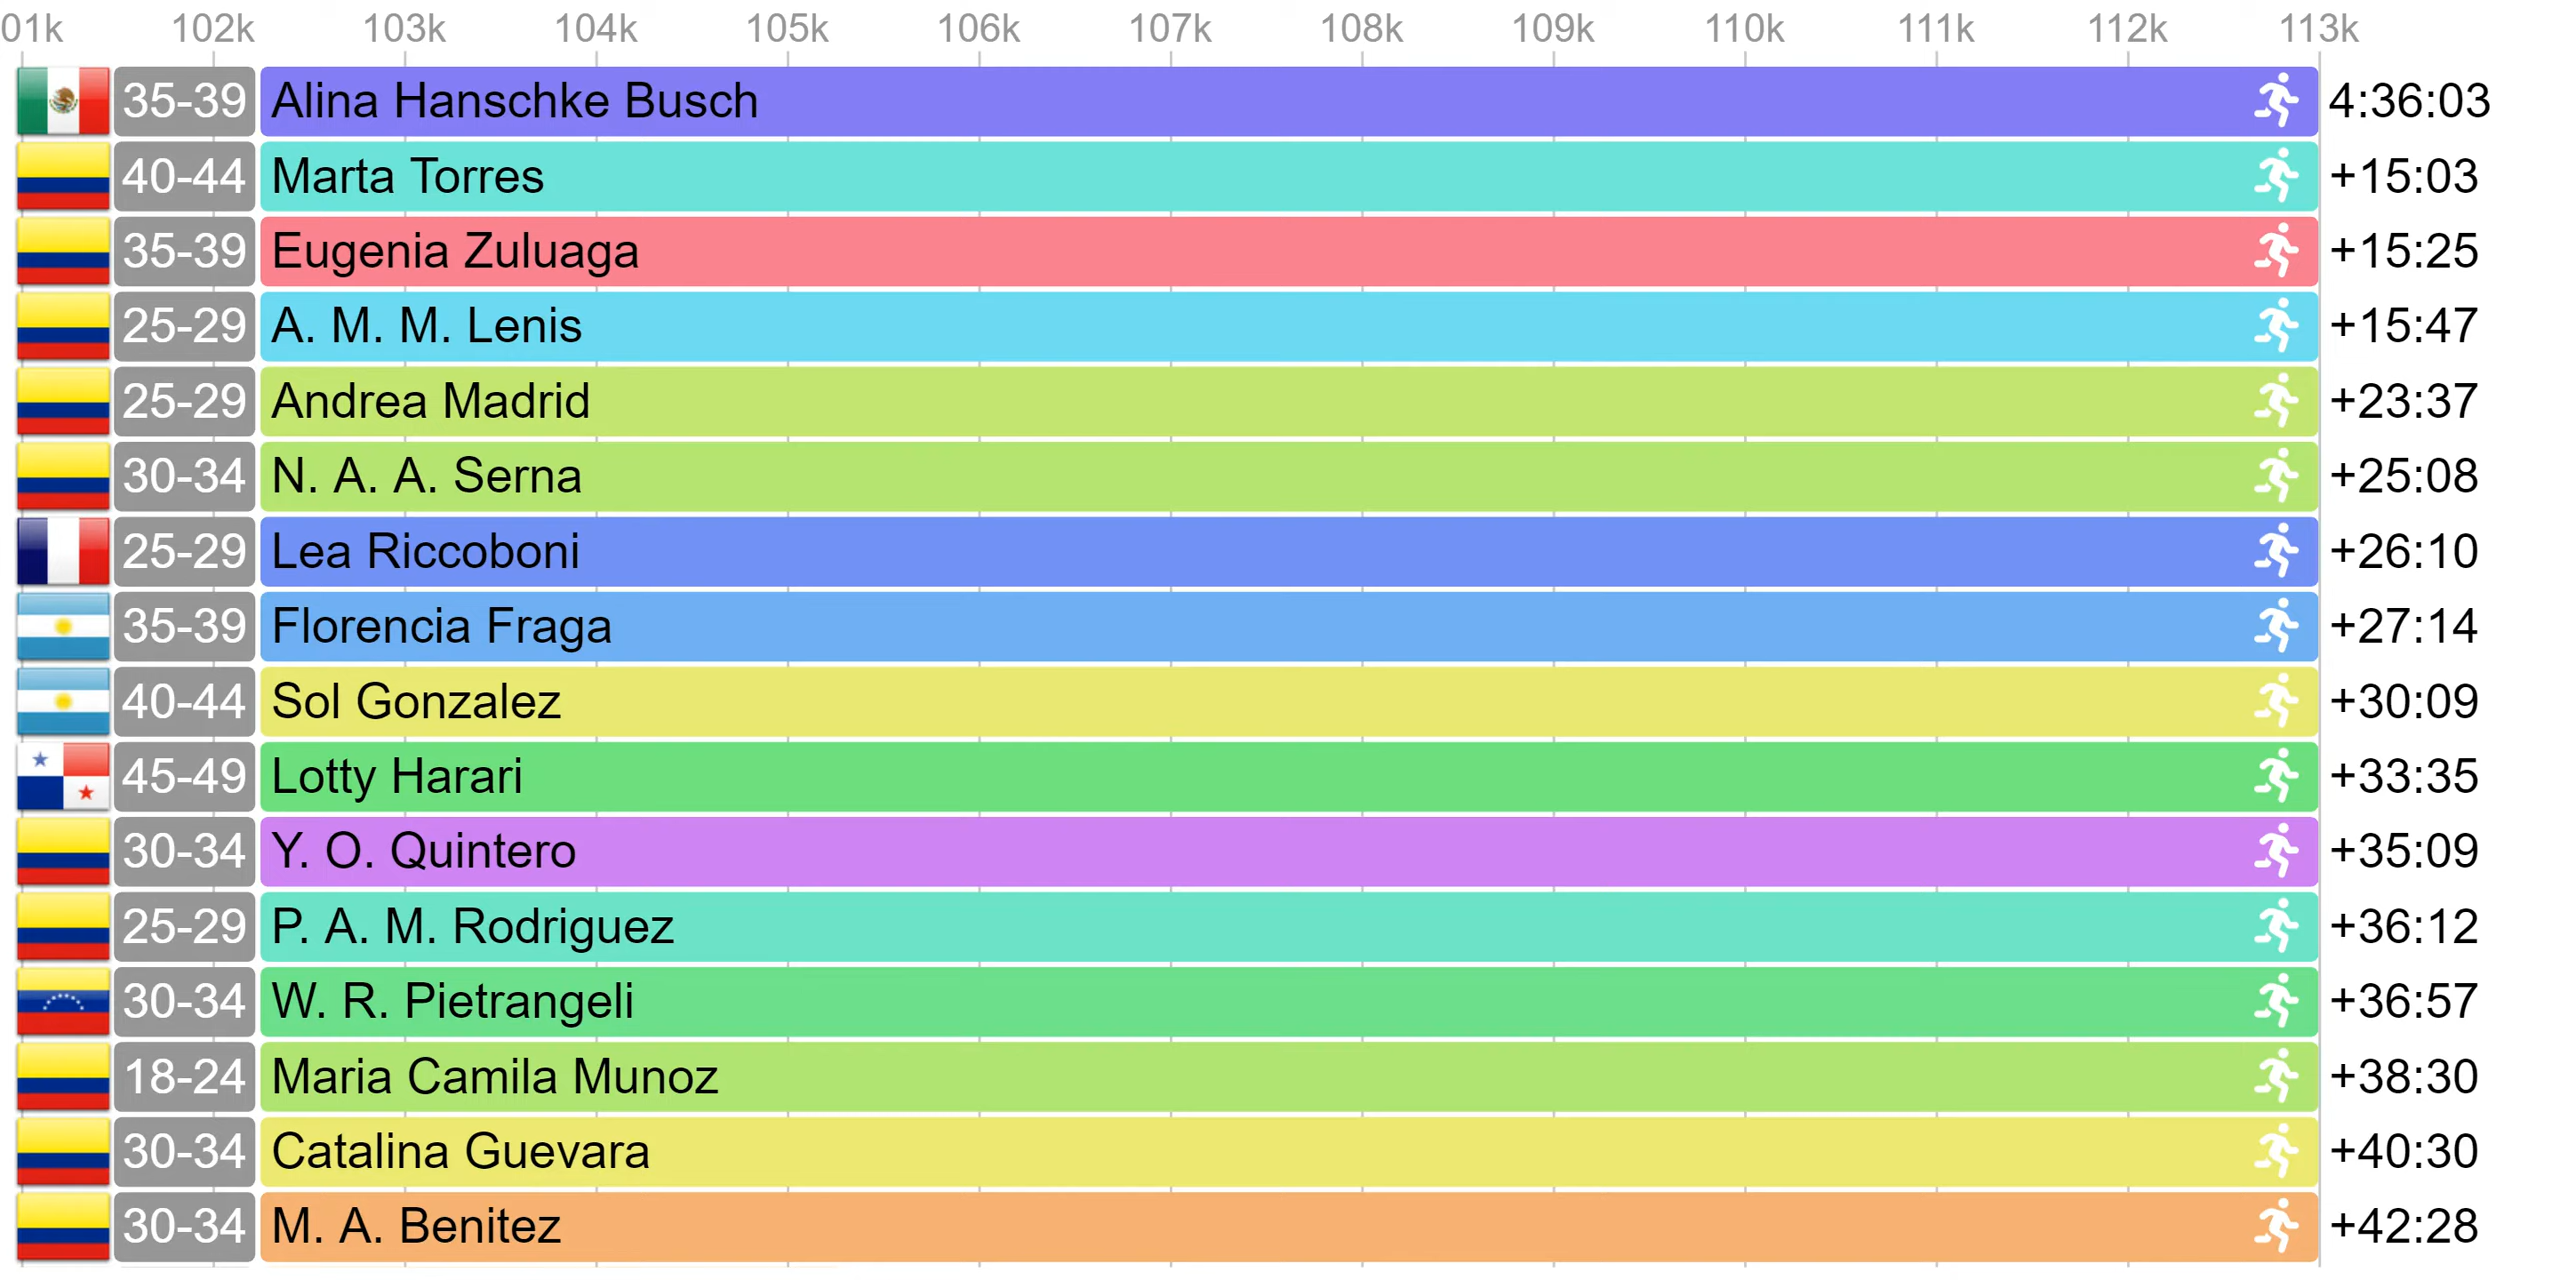 01k 102k 103k 104k 105k 106k 107k 108k 109k 110k 111k 112k 113k
35-39 Alina Hanschke Busch 4:36:03
40-44 Marta Torres +15:03
35-39 Eugenia Zuluaga +15:25
25-29 A. M. M. Lenis +15:47
25-29 Andrea Madrid +23:37
30-34 N. A. A. Serna +25:08
25-29 Lea Riccoboni +26:10
35-39 Florencia Fraga +27:14
40-44 Sol Gonzalez +30:09
45-49 Lotty Harari +33:35
30-34 Y. O. Quintero +35:09
25-29 P. A. M. Rodriguez +36:12
30-34 W. R. Pietrangeli +36:57
18-24 Maria Camila Munoz +38:30
30-34 Catalina Guevara +40:30
30-34 M. A. Benitez +42:28